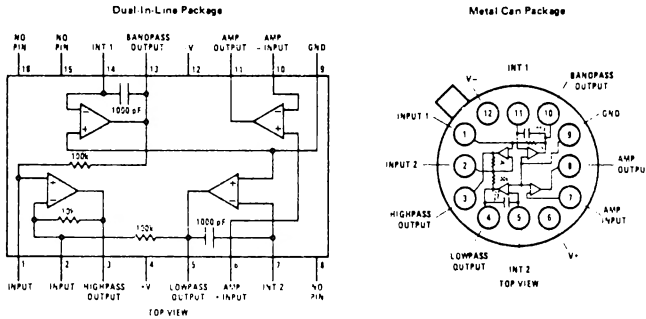 Dual-In-Line Package
NO PIN
NO PIN
INT 1
BANDPASS OUTPUT
V
AMP OUTPUT
AMP - INPUT
GND
16
15
14
13
12
11
10
9
1000 pF
100k
10k
100k
1000 pF
1
2
3
4
5
6
7
8
INPUT
INPUT
HIGHPASS OUTPUT
+V
LOWPASS OUTPUT
AMP + INPUT
INT 2
NO PIN
TOP VIEW
Metal Can Package
INT 1
V-
BANDPASS OUTPUT
INPUT 1
GND
INPUT 2
AMP OUTPU
HIGHPASS OUTPUT
AMP INPUT
LOWPASS OUTPUT
V+
INT 2
TOP VIEW
12
11
10
1
9
2
8
3
7
4
5
6